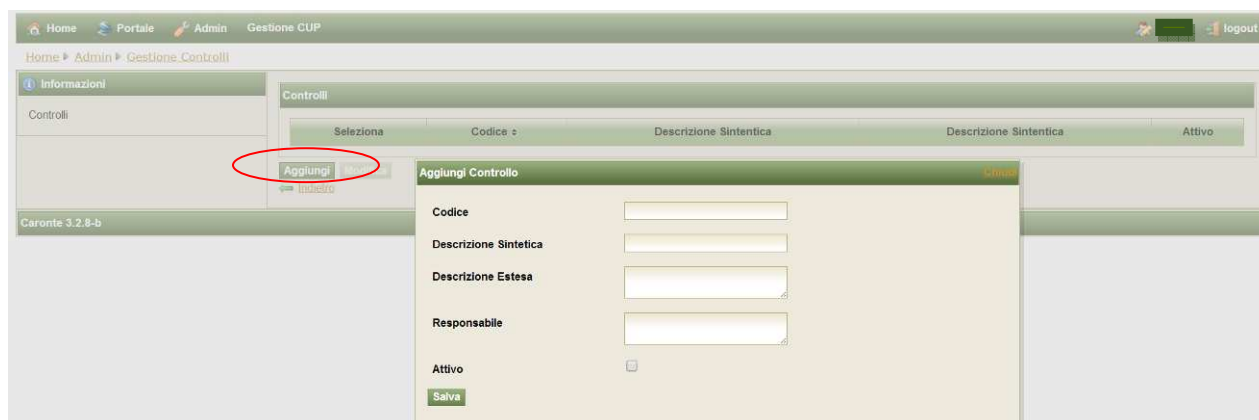 Home Portale Admin Gestione CUP logout
Home Admin Gestione Controlli
Informazioni
Controlli
Controlli
Seleziona Codice Descrizione Sintentica Descrizione Sintentica Attivo
Aggiungi
Indietro
Caronte 3.2.8-b
Aggiungi Controllo Chiudi
Codice
Descrizione Sintetica
Descrizione Estesa
Responsabile
Attivo
Salva